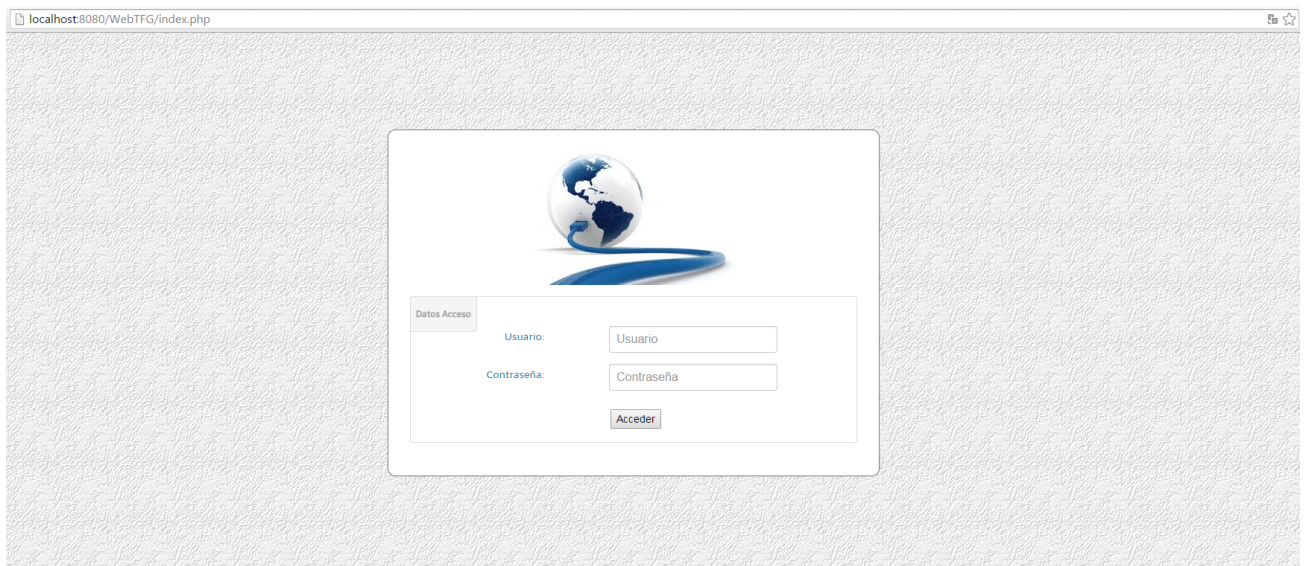 localhost:8080/WebTFG/index.php
Datos Acceso
Usuario: Usuario
Contraseña: Contraseña
Acceder